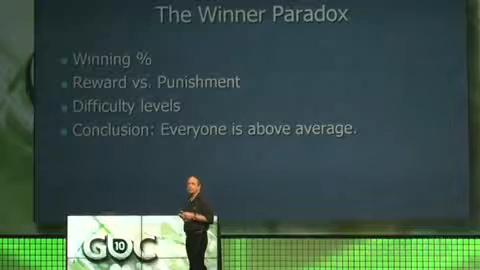 The Winner Paradox
Winning %
Reward vs. Punishment
Difficulty levels
Conclusion: Everyone is above average.
GDC
10